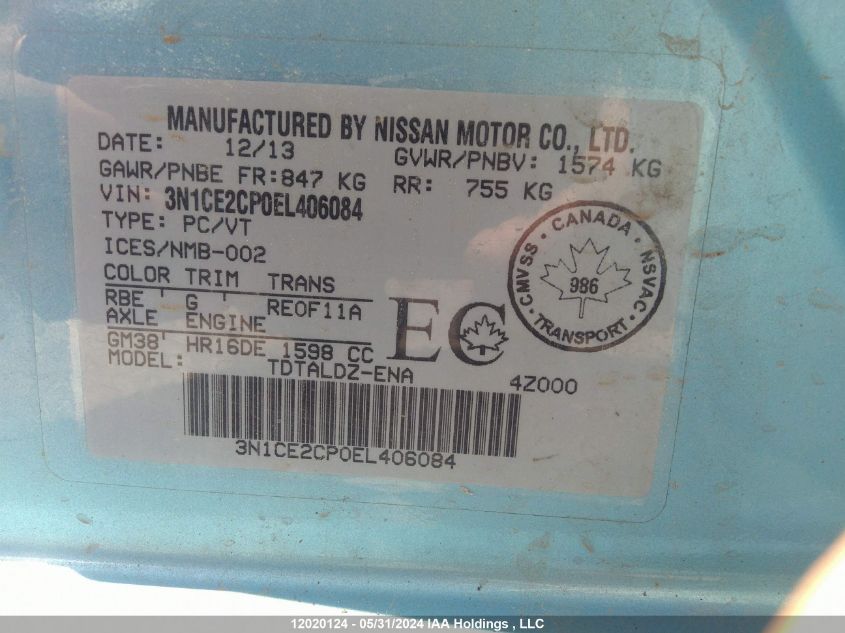 MANUFACTURED BY NISSAN MOTOR CO., LTD.
DATE: 12/13 GVWR/PNBV: 1574 KG
GAWR/PNBE FR:847 KG RR: 755 KG
VIN: 3N1CE2CP0EL406084
TYPE: PC/VT
ICES/NMB-002
COLOR TRIM TRANS
RBE G RE0F11A
AXLE ENGINE
GM38 HR16DE 1598 CC
MODEL: TDTALDZ-ENA 4Z000
EC
CANADA
CMVSS · NSVAC
986
TRANSPORT
3N1CE2CP0EL406084
12020124 - 05/31/2024 IAA Holdings , LLC